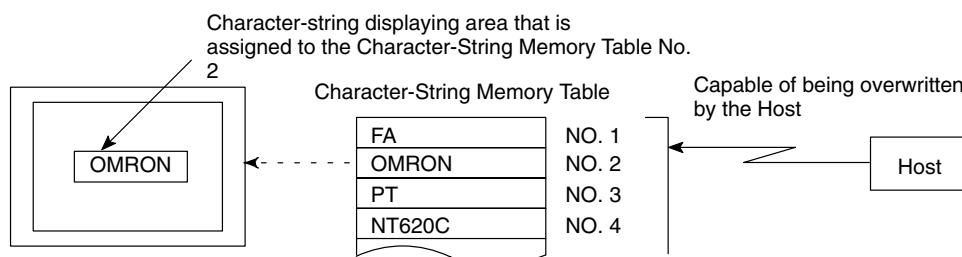 Character-string displaying area that is
assigned to the Character-String Memory Table No.
2
Character-String Memory Table
Capable of being overwritten
by the Host
OMRON
FA NO. 1
OMRON NO. 2
PT NO. 3
NT620C NO. 4
Host